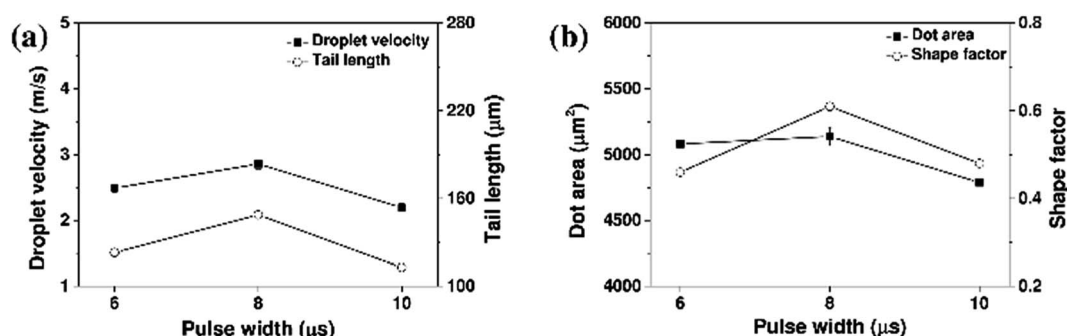 (a)
5
4
3
2
1
Droplet velocity (m/s)
Droplet velocity
Tail length
280
220
160
100
Tail length (μm)
6
8
10
Pulse width (μs)
(b)
6000
5500
5000
4500
4000
Dot area (μm²)
Dot area
Shape factor
0.8
0.6
0.4
0.2
Shape factor
6
8
10
Pulse width (μs)